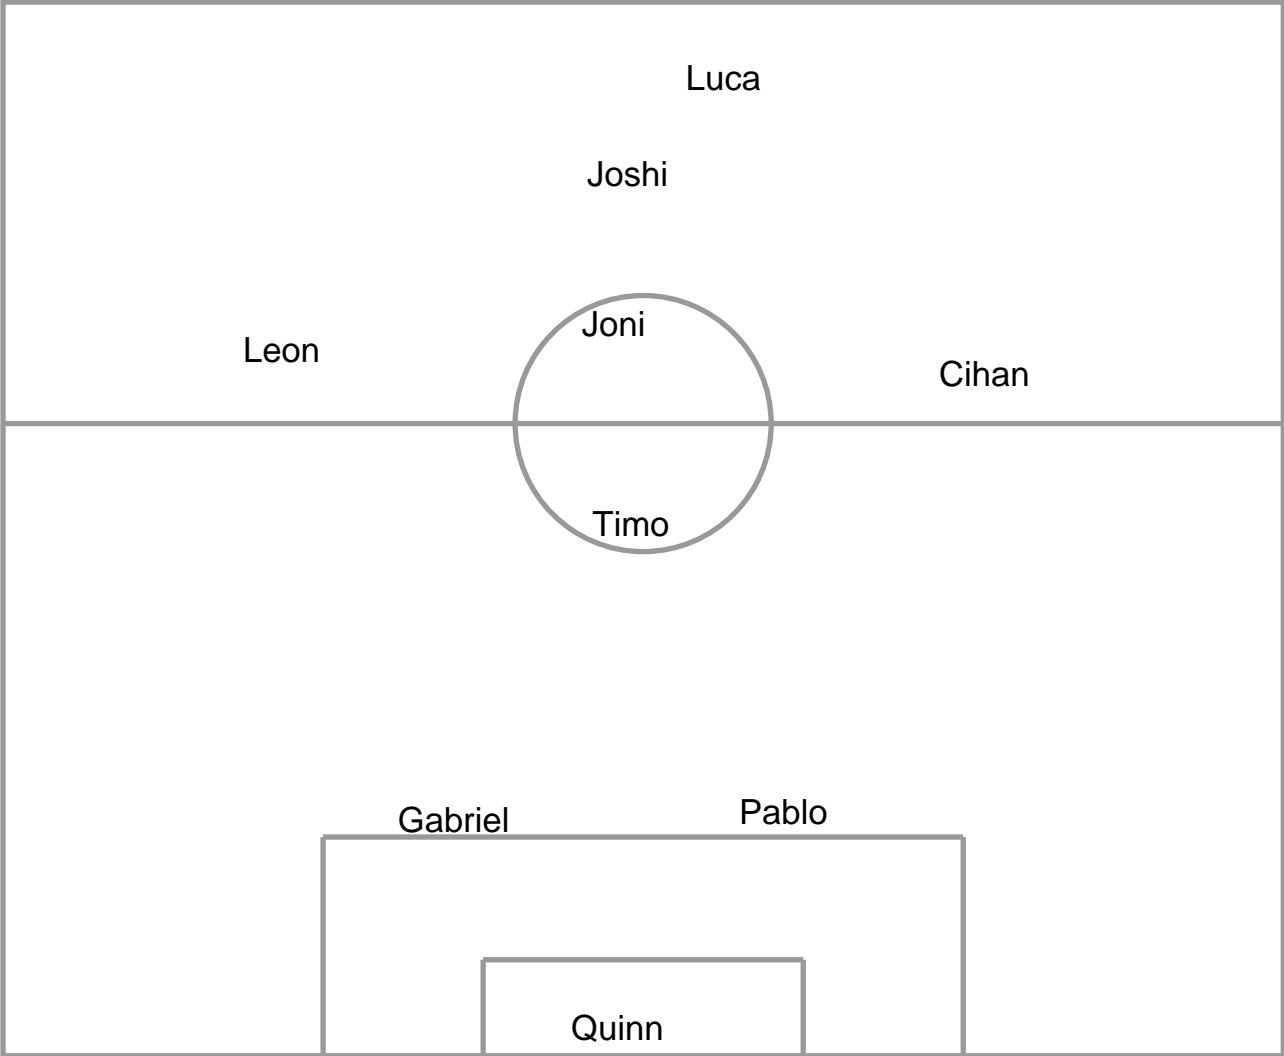 Luca
Joshi
Joni
Leon
Cihan
Timo
Pablo
Gabriel
Quinn